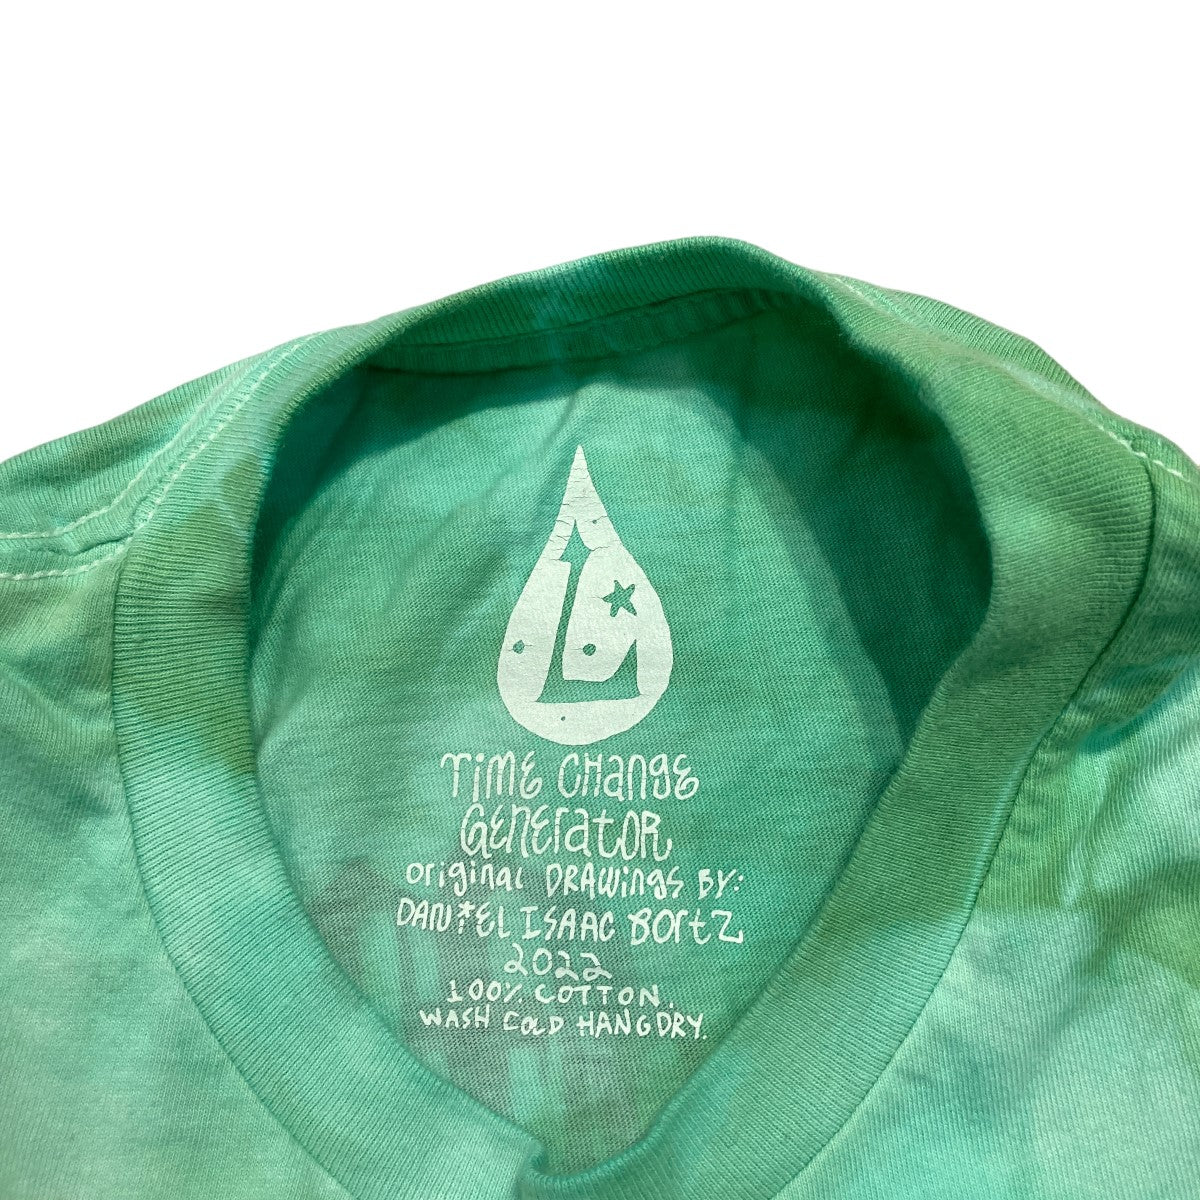 L
TIME CHANGE
GENERATOR
Original DRAWINGS BY:
DANIEL ISAAC BORTZ
2022
100% COTTON.
WASH COLD HANG DRY.